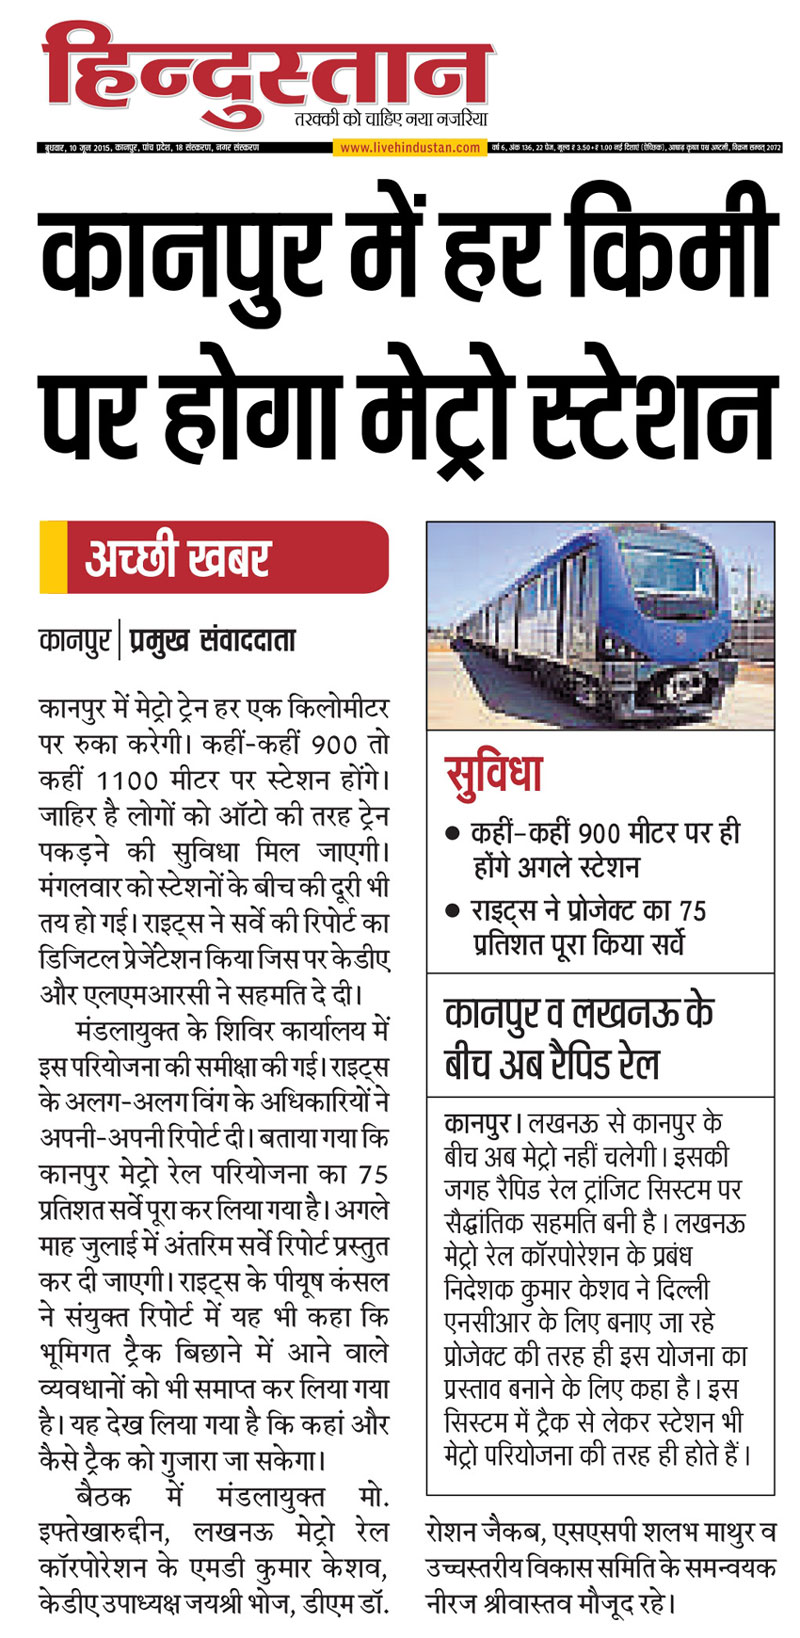 हिन्दुस्तान
तरक्की को चाहिए नया नजरिया
बुधवार, 10 जून 2015, कानपुर, पांच प्रदेश, 18 संस्करण, नगर संस्करण
www.livehindustan.com
वर्ष 6, अंक 136, 22 पेज, मूल्य ₹ 3.50+₹ 1.00 नई दिशाएं (ऐच्छिक), आषाढ़ कृष्ण पक्ष अष्टमी, विक्रम सम्वत् 2072
कानपुर में हर किमी
पर होगा मेट्रो स्टेशन
अच्छी खबर
कानपुर | प्रमुख संवाददाता
कानपुर में मेट्रो ट्रेन हर एक किलोमीटर
पर रुका करेगी। कहीं-कहीं 900 तो
कहीं 1100 मीटर पर स्टेशन होंगे।
जाहिर है लोगों को ऑटो की तरह ट्रेन
पकड़ने की सुविधा मिल जाएगी।
मंगलवार को स्टेशनों के बीच की दूरी भी
तय हो गई। राइट्स ने सर्वे की रिपोर्ट का
डिजिटल प्रेजेंटेशन किया जिस पर केडीए
और एलएमआरसी ने सहमति दे दी।
मंडलायुक्त के शिविर कार्यालय में
इस परियोजना की समीक्षा की गई। राइट्स
के अलग-अलग विंग के अधिकारियों ने
अपनी-अपनी रिपोर्ट दी। बताया गया कि
कानपुर मेट्रो रेल परियोजना का 75
प्रतिशत सर्वे पूरा कर लिया गया है। अगले
माह जुलाई में अंतरिम सर्वे रिपोर्ट प्रस्तुत
कर दी जाएगी। राइट्स के पीयूष कंसल
ने संयुक्त रिपोर्ट में यह भी कहा कि
भूमिगत ट्रैक बिछाने में आने वाले
व्यवधानों को भी समाप्त कर लिया गया
है। यह देख लिया गया है कि कहां और
कैसे ट्रैक को गुजारा जा सकेगा।
बैठक में मंडलायुक्त मो.
इफ्तेखारुद्दीन, लखनऊ मेट्रो रेल
कॉरपोरेशन के एमडी कुमार केशव,
केडीए उपाध्यक्ष जयश्री भोज, डीएम डॉ.
सुविधा
• कहीं-कहीं 900 मीटर पर ही
होंगे अगले स्टेशन
• राइट्स ने प्रोजेक्ट का 75
प्रतिशत पूरा किया सर्वे
कानपुर व लखनऊ के
बीच अब रैपिड रेल
कानपुर। लखनऊ से कानपुर के
बीच अब मेट्रो नहीं चलेगी। इसकी
जगह रैपिड रेल ट्रांजिट सिस्टम पर
सैद्धांतिक सहमति बनी है। लखनऊ
मेट्रो रेल कॉरपोरेशन के प्रबंध
निदेशक कुमार केशव ने दिल्ली
एनसीआर के लिए बनाए जा रहे
प्रोजेक्ट की तरह ही इस योजना का
प्रस्ताव बनाने के लिए कहा है। इस
सिस्टम में ट्रैक से लेकर स्टेशन भी
मेट्रो परियोजना की तरह ही होते हैं।
रोशन जैकब, एसएसपी शलभ माथुर व
उच्चस्तरीय विकास समिति के समन्वयक
नीरज श्रीवास्तव मौजूद रहे।